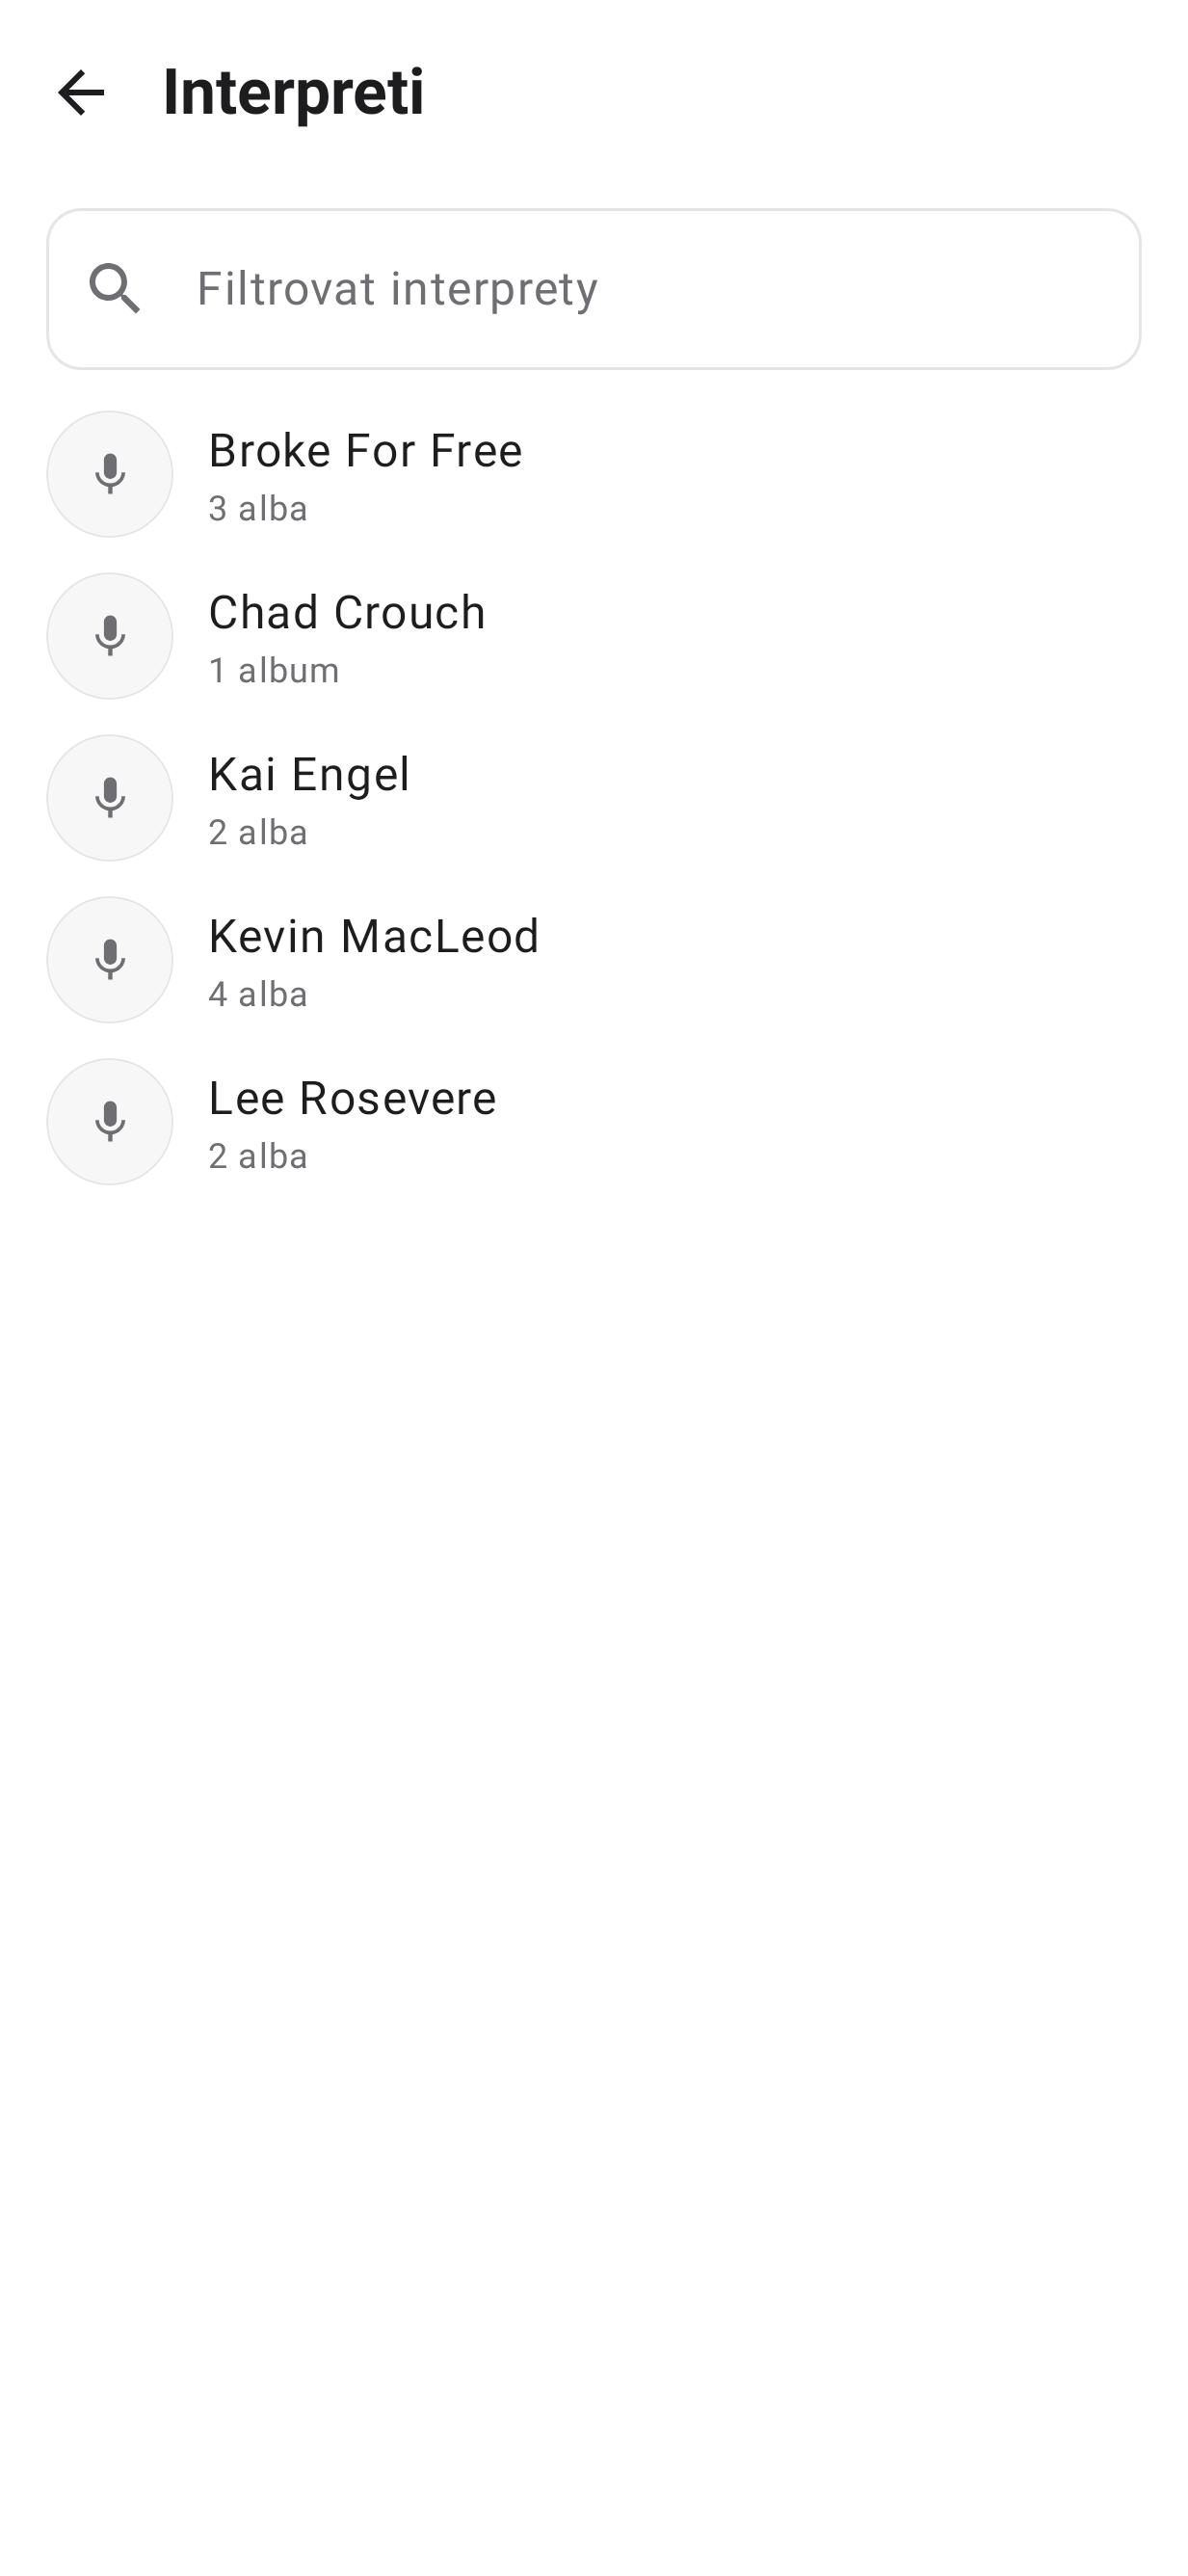 Interpreti
Filtrovat interprety
Broke For Free
3 alba
Chad Crouch
1 album
Kai Engel
2 alba
Kevin MacLeod
4 alba
Lee Rosevere
2 alba